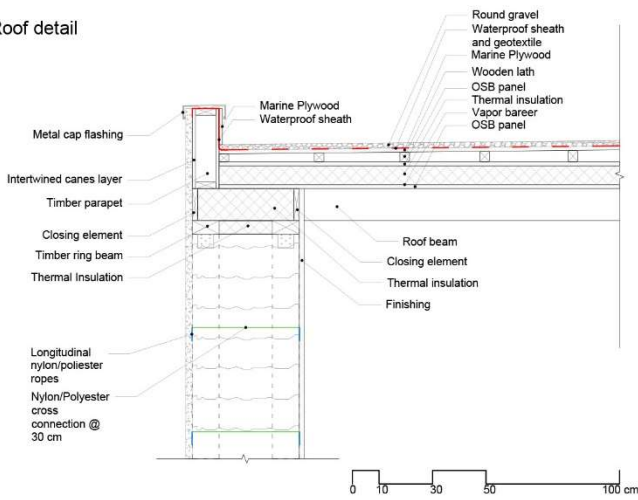 Roof detail
Round gravel
Waterproof sheath
and geotextile
Marine Plywood
Wooden lath
OSB panel
Thermal insulation
Vapor bareer
OSB panel
Marine Plywood
Waterproof sheath
Metal cap flashing
Intertwined canes layer
Timber parapet
Closing element
Timber ring beam
Thermal Insulation
Roof beam
Closing element
Thermal insulation
Finishing
Longitudinal
nylon/poliester
ropes
Nylon/Polyester
cross
connection @
30 cm
0 10 30 50 100 cm